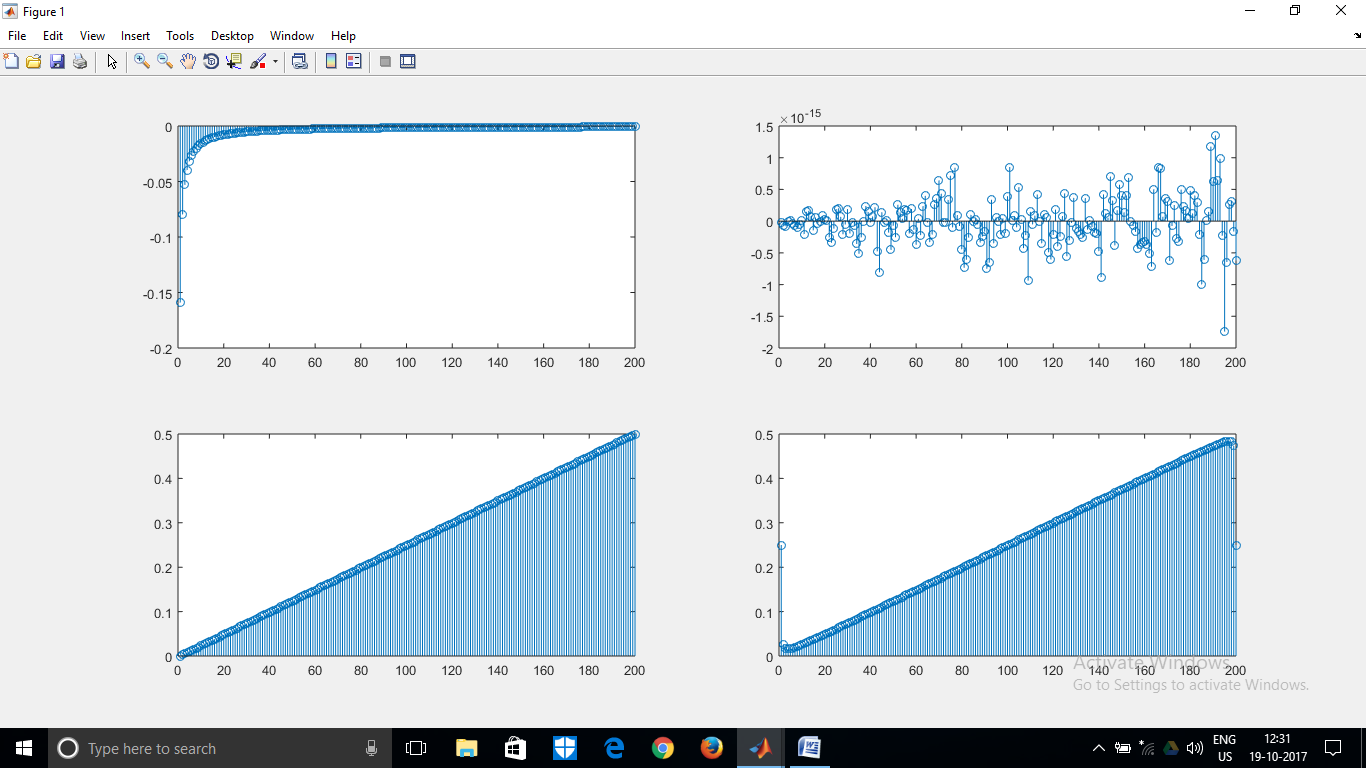 Figure 1
File Edit View Insert Tools Desktop Window Help
0
-0.05
-0.1
-0.15
-0.2
0 20 40 60 80 100 120 140 160 180 200
×10-15
1.5
1
0.5
0
-0.5
-1
-1.5
-2
0 20 40 60 80 100 120 140 160 180 200
0.5
0.4
0.3
0.2
0.1
0
0 20 40 60 80 100 120 140 160 180 200
0.5
0.4
0.3
0.2
0.1
0
0 20 40 60 80 100 120 140 160 180 200
Activate Windows
Go to Settings to activate Windows.
Type here to search
ENG
US
12:31
19-10-2017